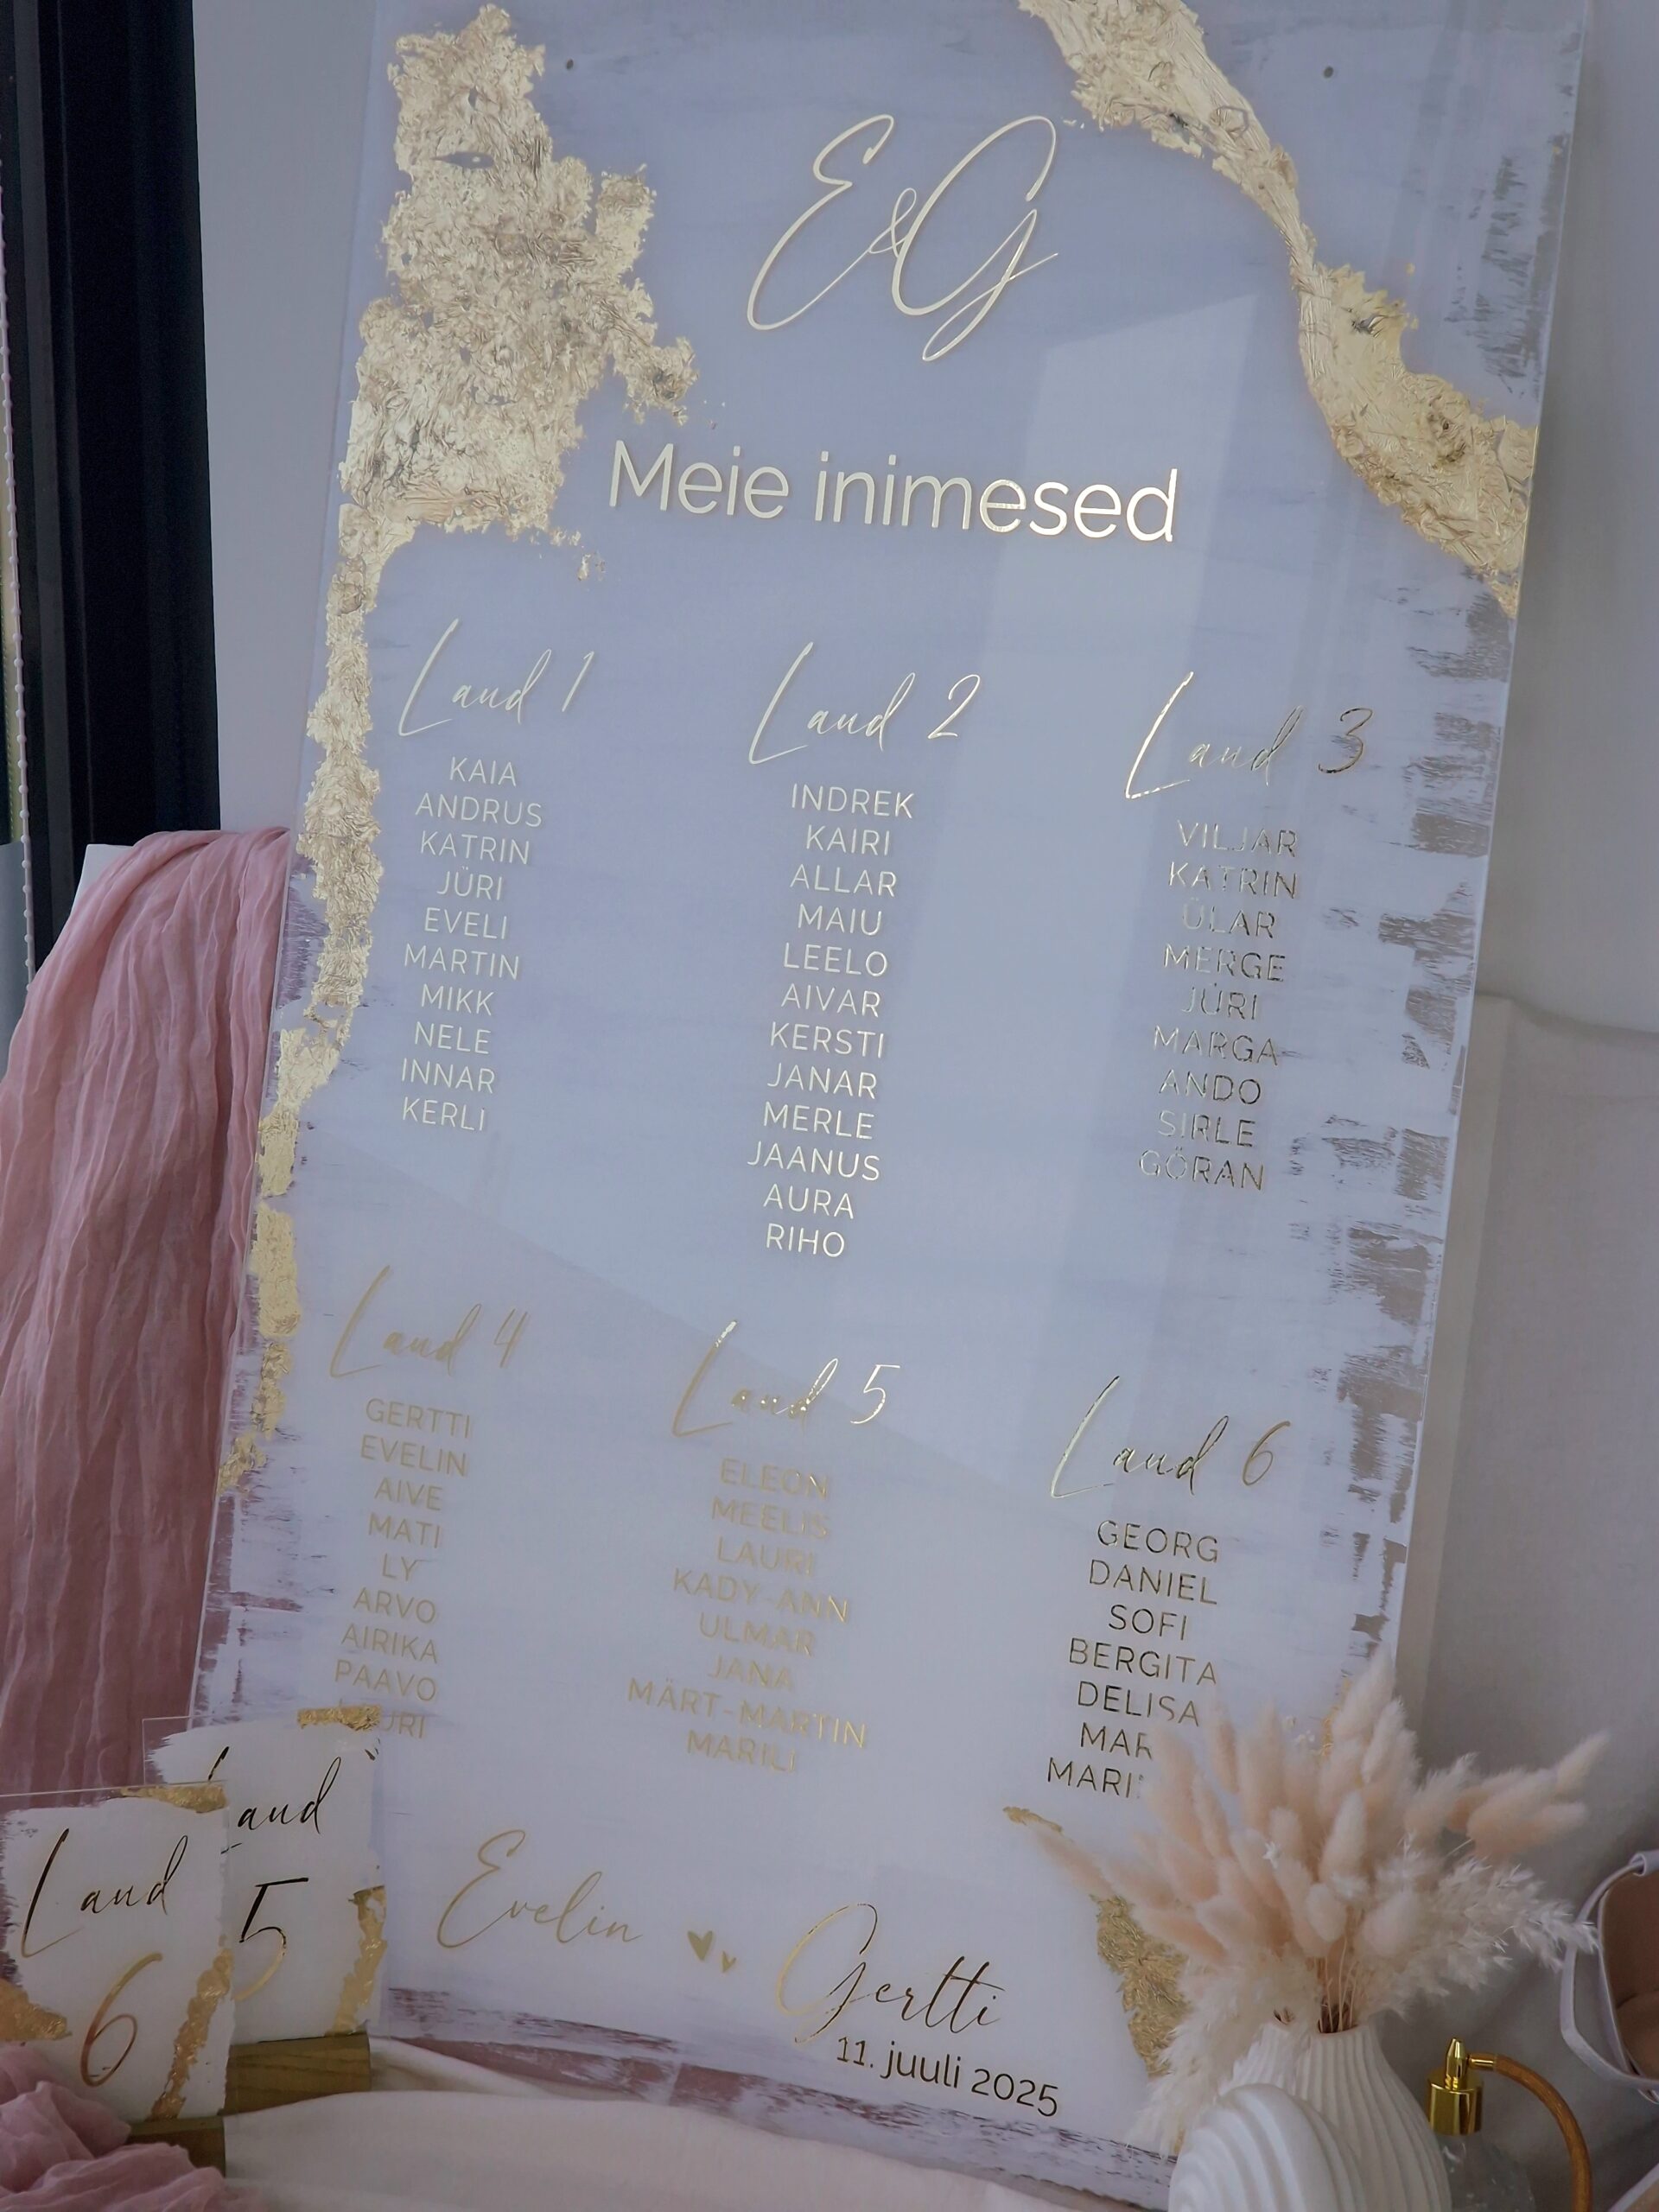 E&G
Meie inimesed
Laud 1
KAIA
ANDRUS
KATRIN
JÜRI
EVELI
MARTIN
MIKK
NELE
INNAR
KERLI
Laud 2
INDREK
KAIRI
ALLAR
MAIU
LEELO
AIVAR
KERSTI
JANAR
MERLE
JAANUS
AURA
RIHO
Laud 3
VILJAR
KATRIN
ÜLAR
MERGE
JÜRI
MARGA
ANDO
SIRLE
GÖRAN
Laud 4
GERTTI
EVELIN
AIVE
MATI
LY
ARVO
AIRIKA
PAAVO
Laud 5
ELEON
MEELIS
LAURI
KADY-ANN
ULMAR
JANA
MÄRT-MARTIN
MARILI
Laud 6
GEORG
DANIEL
SOFI
BERGITA
DELISA
Evelin
Gertti
11. juuli 2025
Laud
5
Laud
6